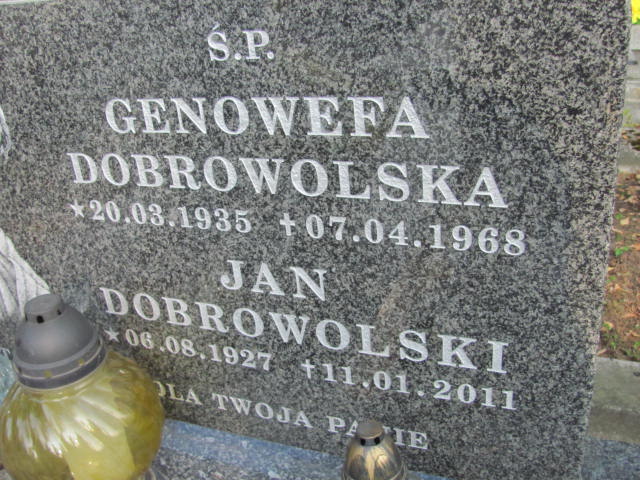 Ś.P.
GENOWEFA
DOBROWOLSKA
★20.03.1935 ✝07.04.1968
JAN
DOBROWOLSKI
★06.08.1927 ✝11.01.2011
TWOJA